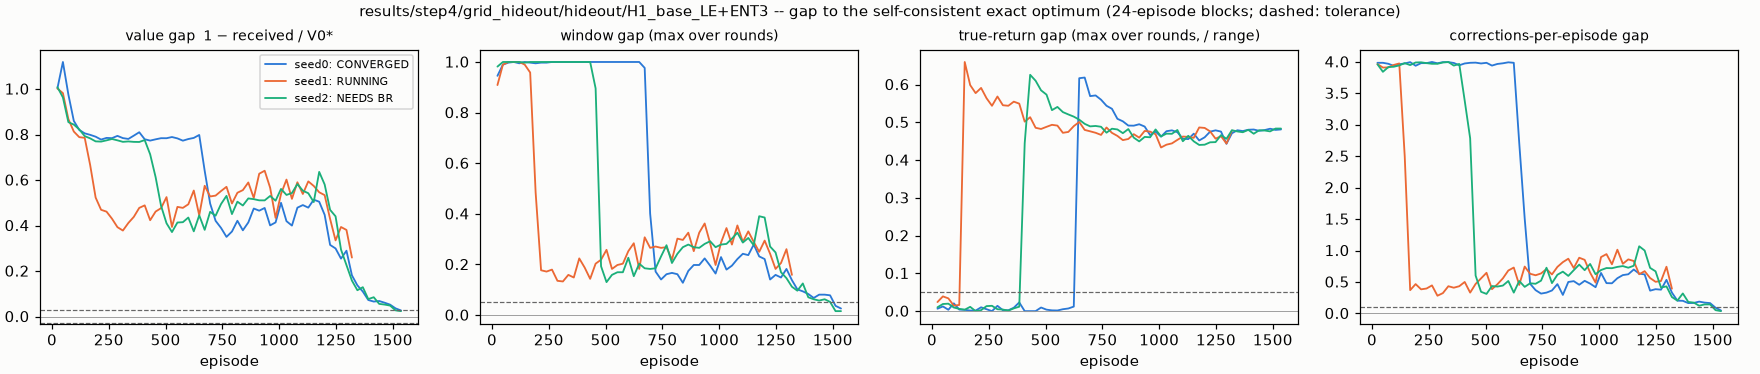 results/step4/grid_hideout/hideout/H1_base_LE+ENT3 -- gap to the self-consistent exact optimum (24-episode blocks; dashed: tolerance)
value gap 1 − received / V0*
1.0
0.8
0.6
0.4
0.2
0.0
0 250 500 750 1000 1250 1500
episode
seed0: CONVERGED
seed1: RUNNING
seed2: NEEDS BR
window gap (max over rounds)
1.0
0.8
0.6
0.4
0.2
0.0
0 250 500 750 1000 1250 1500
episode
true-return gap (max over rounds, / range)
0.6
0.5
0.4
0.3
0.2
0.1
0.0
0 250 500 750 1000 1250 1500
episode
corrections-per-episode gap
4.0
3.5
3.0
2.5
2.0
1.5
1.0
0.5
0.0
0 250 500 750 1000 1250 1500
episode